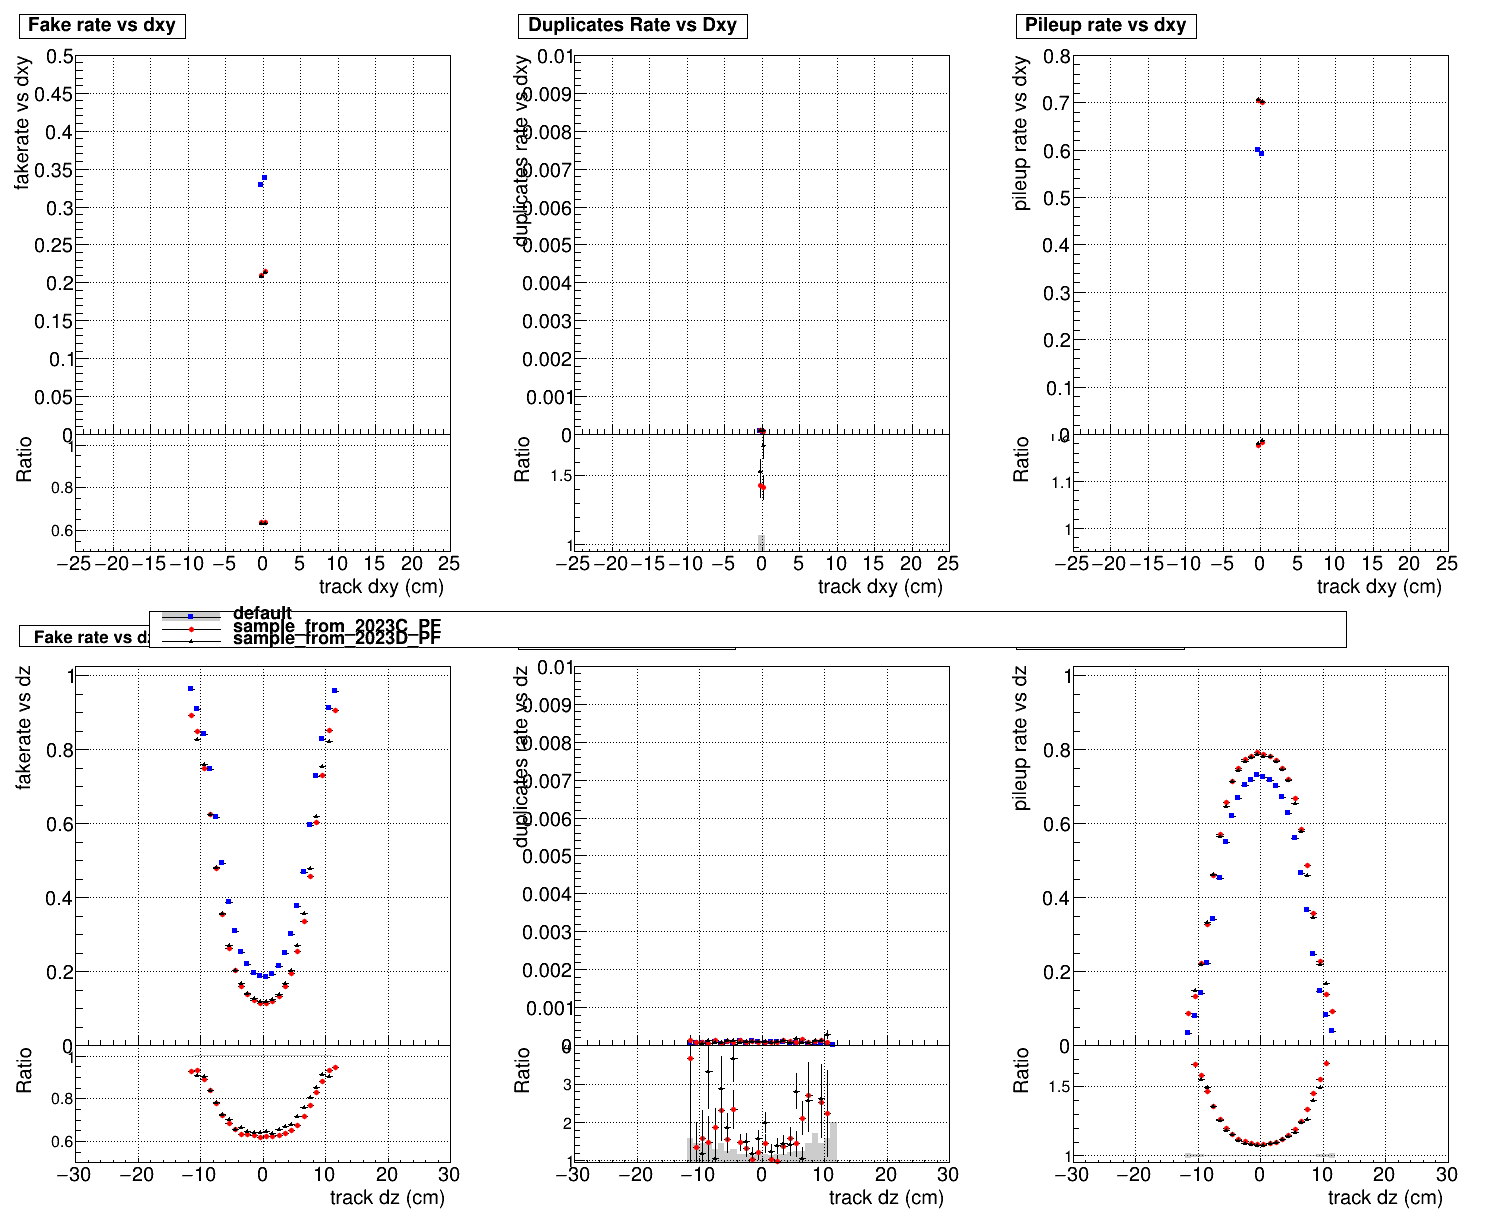 Fake rate vs dxy
Duplicates Rate vs Dxy
Pileup rate vs dxy
fakerate vs dxy
0.5
0.45
0.4
0.35
0.3
0.25
0.2
0.15
0.1
0.05
0
Ratio
1
0.8
0.6
−25 −20 −15 −10 −5 0 5 10 15 20 25
track dxy (cm)
duplicates rate vs dxy
0.01
0.009
0.008
0.007
0.006
0.005
0.004
0.003
0.002
0.001
0
Ratio
1.5
1
−25 −20 −15 −10 −5 0 5 10 15 20 25
track dxy (cm)
pileup rate vs dxy
0.8
0.7
0.6
0.5
0.4
0.3
0.2
0.1
0
Ratio
1.1
1
−25 −20 −15 −10 −5 0 5 10 15 20 25
track dxy (cm)
default
sample_from_2023C_PF
sample_from_2023D_PF
Fake rate vs dz
fakerate vs dz
1
0.8
0.6
0.4
0.2
0
Ratio
1
0.8
0.6
−30 −20 −10 0 10 20 30
track dz (cm)
duplicates rate vs dz
0.01
0.009
0.008
0.007
0.006
0.005
0.004
0.003
0.002
0.001
0
Ratio
4
3
2
1
−30 −20 −10 0 10 20 30
track dz (cm)
pileup rate vs dz
1
0.8
0.6
0.4
0.2
0
Ratio
1.5
1
−30 −20 −10 0 10 20 30
track dz (cm)